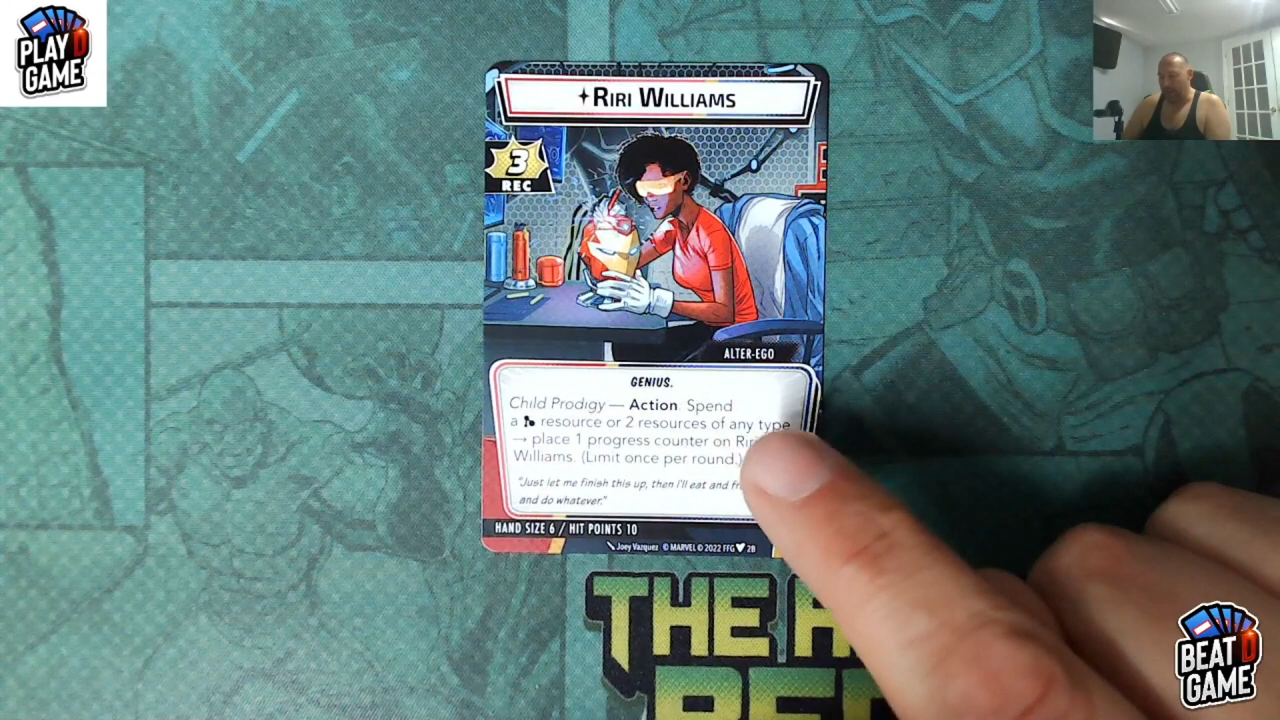 PLAY D
GAME
RIRI WILLIAMS
3
REC
ALTER-EGO
GENIUS.
Child Prodigy — Action: Spend
a resource or 2 resources of any type
→ place 1 progress counter on
Williams. (Limit once per round.)
"Just let me finish this up, then I'll eat and
and do whatever."
HAND SIZE 6 / HIT POINTS 10
Joey Vazquez © MARVEL © 2022 FFG 2B
THE
BEAT D
GAME